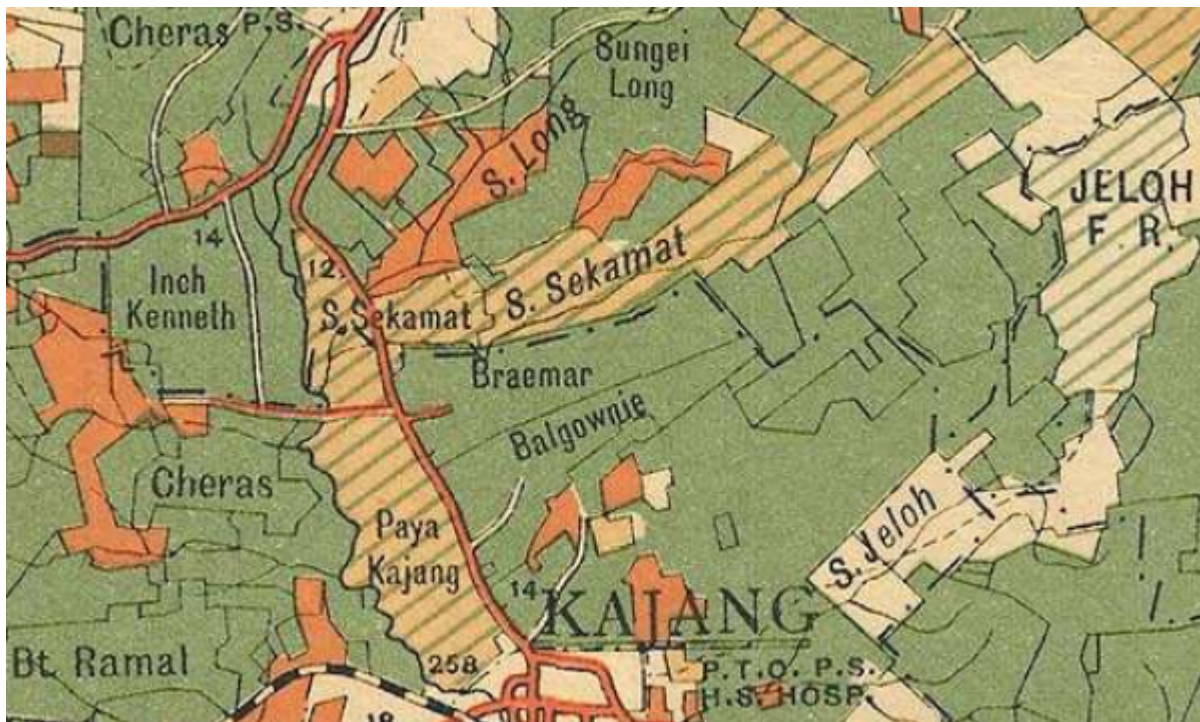 Cheras P.S.
Sungei
Long
S. Long
JELOH
F. R.
14
12
Inch
Kenneth
S. Sekamat
S. Sekamat
Braemar
Balgownie
Cheras
S. Jeloh
Paya
Kajang
14
KAJANG
Bt. Ramal
258
P.T.O. P.S.
H.S. HOSP.
18